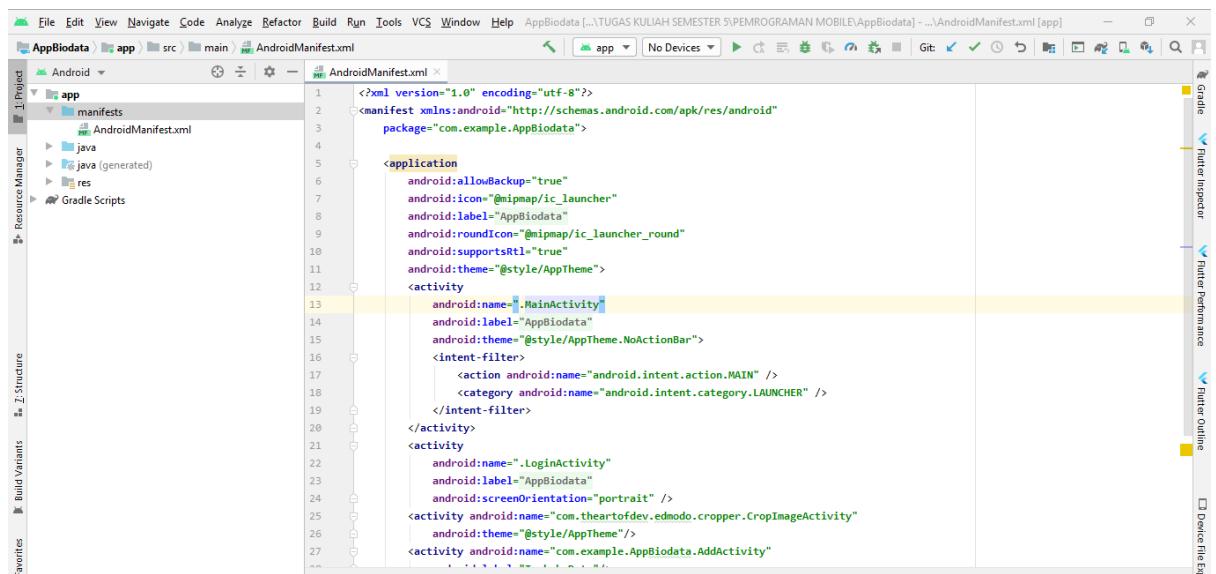 File Edit View Navigate Code Analyze Refactor Build Run Tools VCS Window Help AppBiodata [...\TUGAS KULIAH SEMESTER 5\PEMROGRAMAN MOBILE\AppBiodata] - ...\AndroidManifest.xml [app]
AppBiodata app src main AndroidManifest.xml app No Devices Git:
Android
AndroidManifest.xml
1: Project
Resource Manager
Z: Structure
Build Variants
Favorites
app
manifests
AndroidManifest.xml
java
java (generated)
res
Gradle Scripts
1 <?xml version="1.0" encoding="utf-8"?>
2 <manifest xmlns:android="http://schemas.android.com/apk/res/android"
3 package="com.example.AppBiodata">
4
5 <application
6 android:allowBackup="true"
7 android:icon="@mipmap/ic_launcher"
8 android:label="AppBiodata"
9 android:roundIcon="@mipmap/ic_launcher_round"
10 android:supportsRtl="true"
11 android:theme="@style/AppTheme">
12 <activity
13 android:name=".MainActivity"
14 android:label="AppBiodata"
15 android:theme="@style/AppTheme.NoActionBar">
16 <intent-filter>
17 <action android:name="android.intent.action.MAIN" />
18 <category android:name="android.intent.category.LAUNCHER" />
19 </intent-filter>
20 </activity>
21 <activity
22 android:name=".LoginActivity"
23 android:label="AppBiodata"
24 android:screenOrientation="portrait" />
25 <activity android:name="com.theartofdev.edmodo.cropper.CropImageActivity"
26 android:theme="@style/AppTheme"/>
27 <activity android:name="com.example.AppBiodata.AddActivity"
Gradle
Flutter Inspector
Flutter Performance
Flutter Outline
Device File